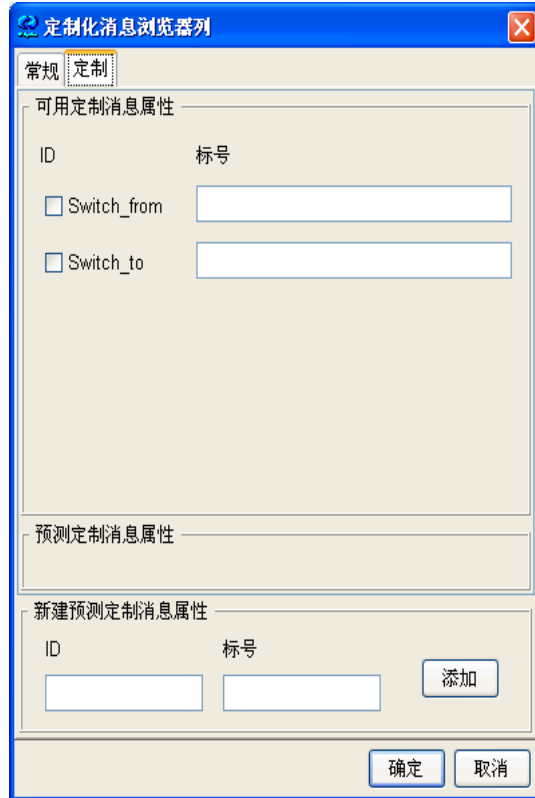 定制化消息浏览器列
常规 定制
可用定制消息属性
ID 标号
Switch_from
Switch_to
预测定制消息属性
新建预测定制消息属性
ID 标号
添加
确定 取消